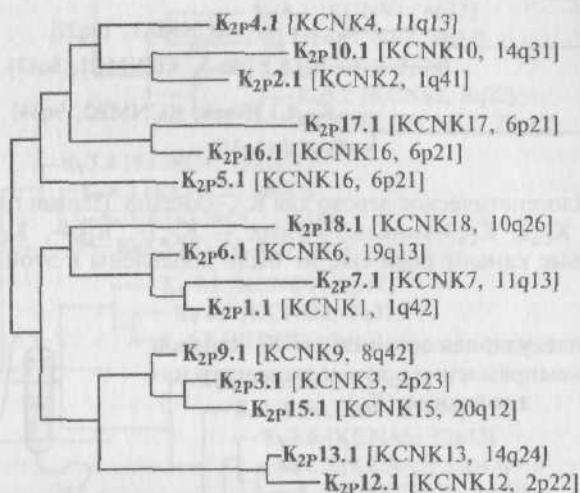 K2P4.1 [KCNK4, 11q13]
K2P10.1 [KCNK10, 14q31]
K2P2.1 [KCNK2, 1q41]
K2P17.1 [KCNK17, 6p21]
K2P16.1 [KCNK16, 6p21]
K2P5.1 [KCNK16, 6p21]
K2P18.1 [KCNK18, 10q26]
K2P6.1 [KCNK6, 19q13]
K2P7.1 [KCNK7, 11q13]
K2P1.1 [KCNK1, 1q42]
K2P9.1 [KCNK9, 8q42]
K2P3.1 [KCNK3, 2p23]
K2P15.1 [KCNK15, 20q12]
K2P13.1 [KCNK13, 14q24]
K2P12.1 [KCNK12, 2p22]